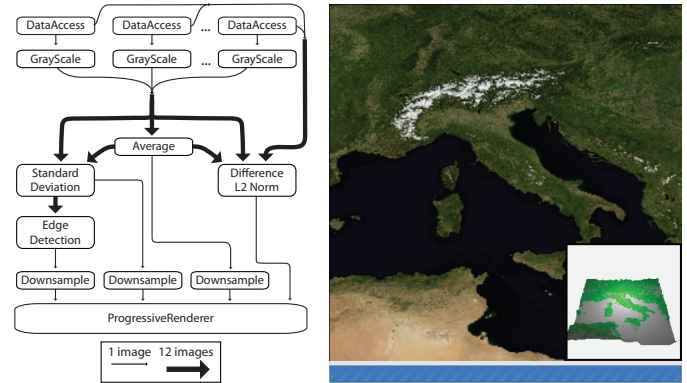 DataAccess DataAccess ... DataAccess
GrayScale GrayScale ... GrayScale
Average
Standard
Deviation
Difference
L2 Norm
Edge
Detection
Downsample Downsample Downsample
ProgressiveRenderer
1 image 12 images